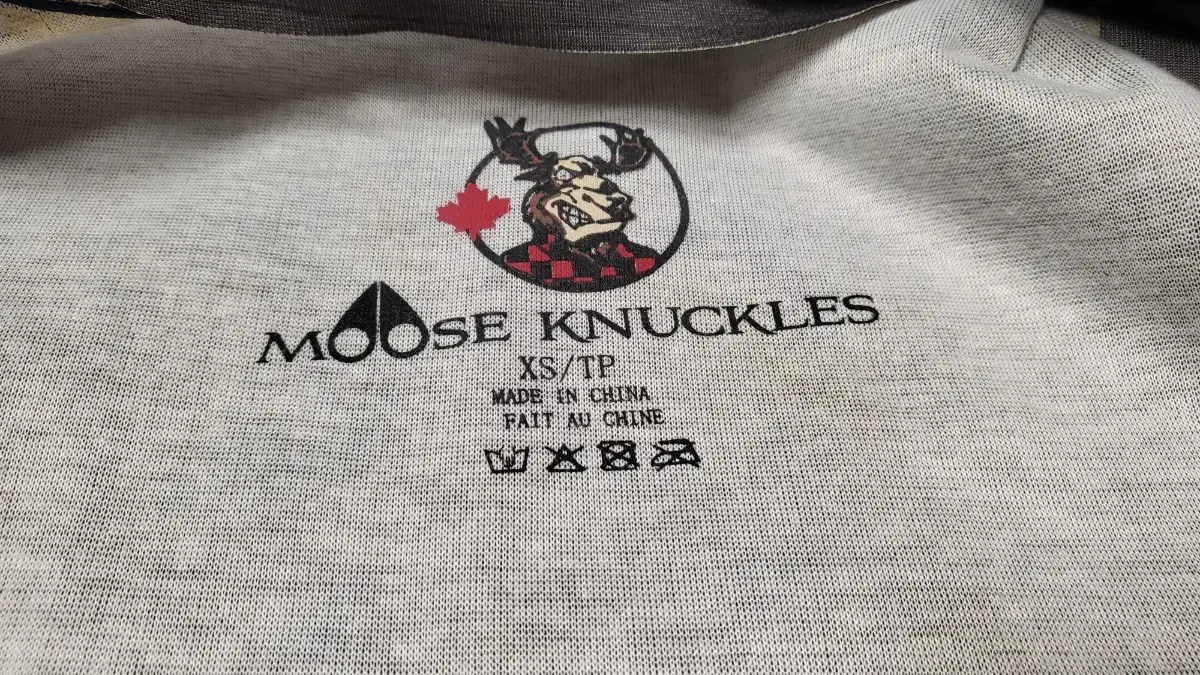 MOOSE KNUCKLES
XS/TP
MADE IN CHINA
FAIT AU CHINE